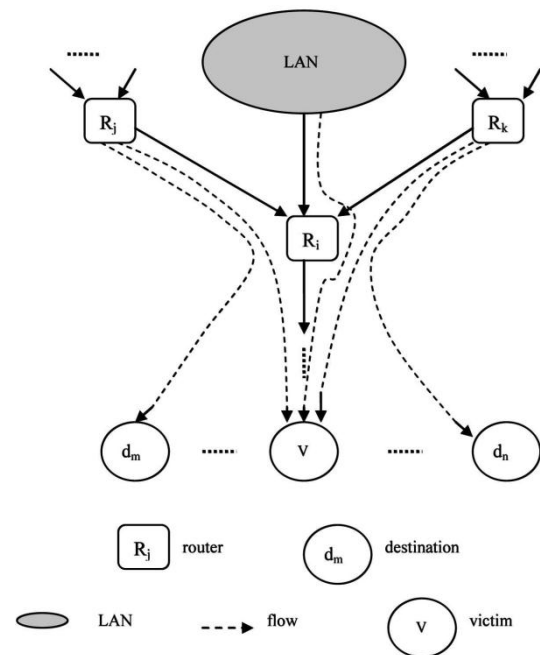 LAN
R_j
R_k
R_i
d_m
V
d_n
R_j router
d_m destination
LAN
flow
V victim